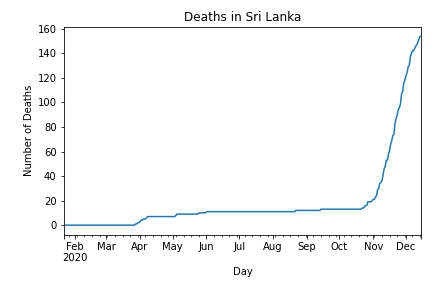 Deaths in Sri Lanka
Number of Deaths
160
140
120
100
80
60
40
20
0
Feb Mar Apr May Jun Jul Aug Sep Oct Nov Dec
2020
Day